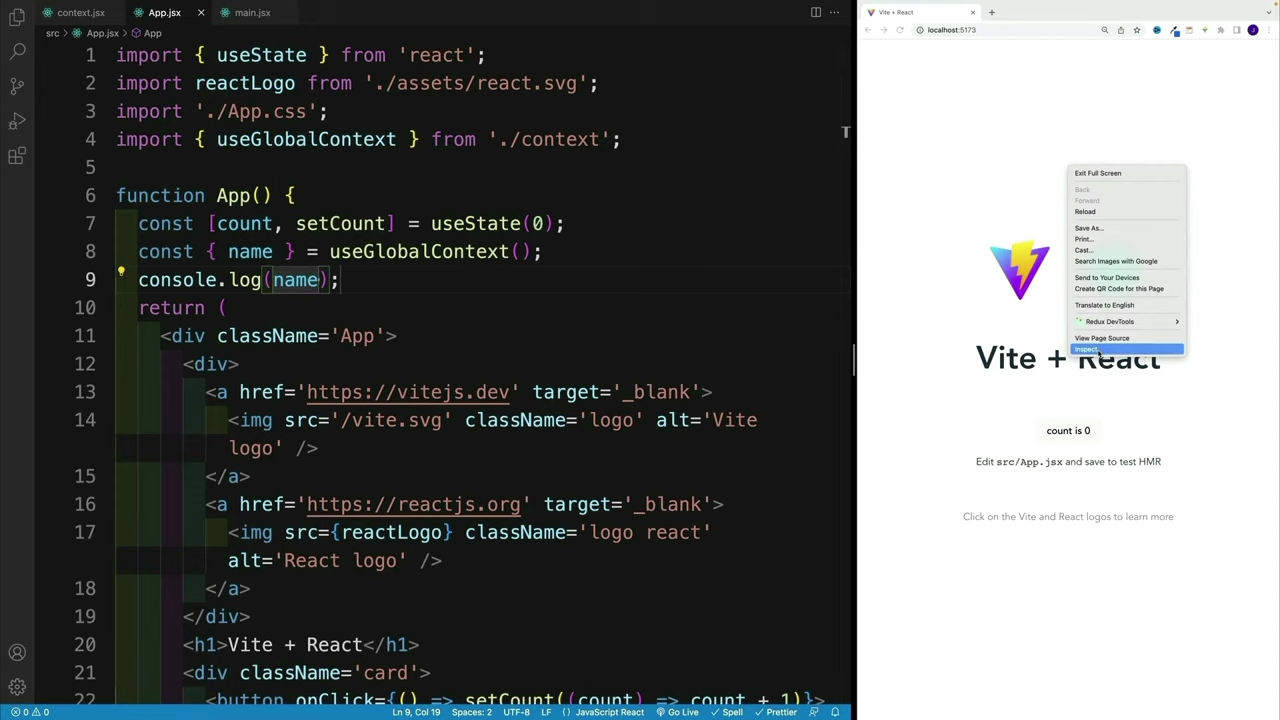 context.jsx
App.jsx
main.jsx
src > App.jsx > App
1 import { useState } from 'react';
2 import reactLogo from './assets/react.svg';
3 import './App.css';
4 import { useGlobalContext } from './context';
5
6 function App() {
7 const [count, setCount] = useState(0);
8 const { name } = useGlobalContext();
9 console.log(name);
10 return (
11 <div className='App'>
12 <div>
13 <a href='https://vitejs.dev' target='_blank'>
14 <img src='/vite.svg' className='logo' alt='Vite
logo' />
15 </a>
16 <a href='https://reactjs.org' target='_blank'>
17 <img src={reactLogo} className='logo react'
alt='React logo' />
18 </a>
19 </div>
20 <h1>Vite + React</h1>
21 <div className='card'>
22 <button onClick={() => setCount((count) => count + 1)}>
0 0
Ln 9, Col 19
Spaces: 2
UTF-8
LF
{ } JavaScript React
Go Live
Spell
Prettier
Vite + React
localhost:5173
J
Exit Full Screen
Back
Forward
Reload
Save As...
Print...
Cast...
Search Images with Google
Send to Your Devices
Create QR Code for this Page
Translate to English
Redux DevTools
View Page Source
Inspect
Vite + React
count is 0
Edit src/App.jsx and save to test HMR
Click on the Vite and React logos to learn more